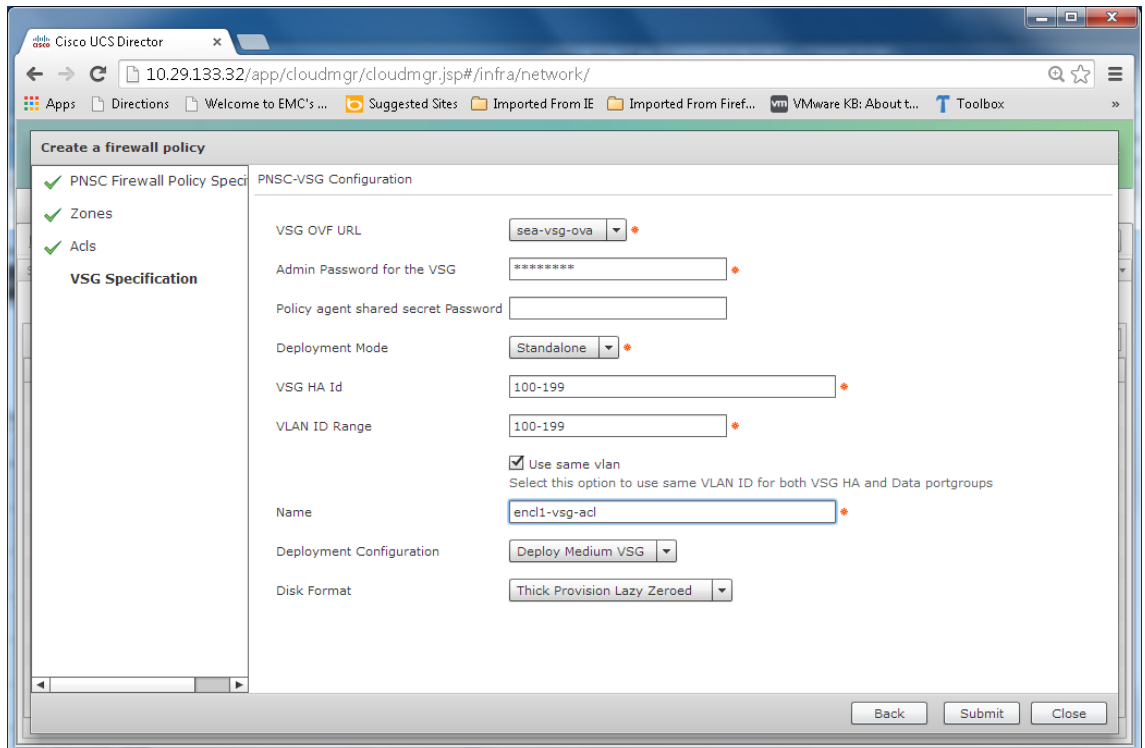 cisco Cisco UCS Director
10.29.133.32/app/cloudmgr/cloudmgr.jsp#/infra/network/
Apps Directions Welcome to EMC's ... Suggested Sites Imported From IE Imported From Firef... vm VMware KB: About t... T Toolbox »
Create a firewall policy
PNSC Firewall Policy Speci
Zones
Acls
VSG Specification
PNSC-VSG Configuration
VSG OVF URL sea-vsg-ova *
Admin Password for the VSG ******** *
Policy agent shared secret Password
Deployment Mode Standalone *
VSG HA Id 100-199 *
VLAN ID Range 100-199 *
Use same vlan
Select this option to use same VLAN ID for both VSG HA and Data portgroups
Name encl1-vsg-acl *
Deployment Configuration Deploy Medium VSG
Disk Format Thick Provision Lazy Zeroed
Back Submit Close